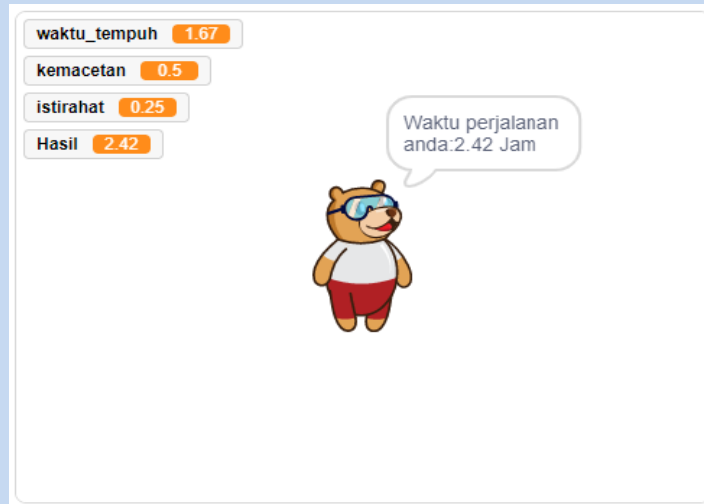 waktu_tempuh 1.67
kemacetan 0.5
istirahat 0.25
Hasil 2.42
Waktu perjalanan
anda:2.42 Jam